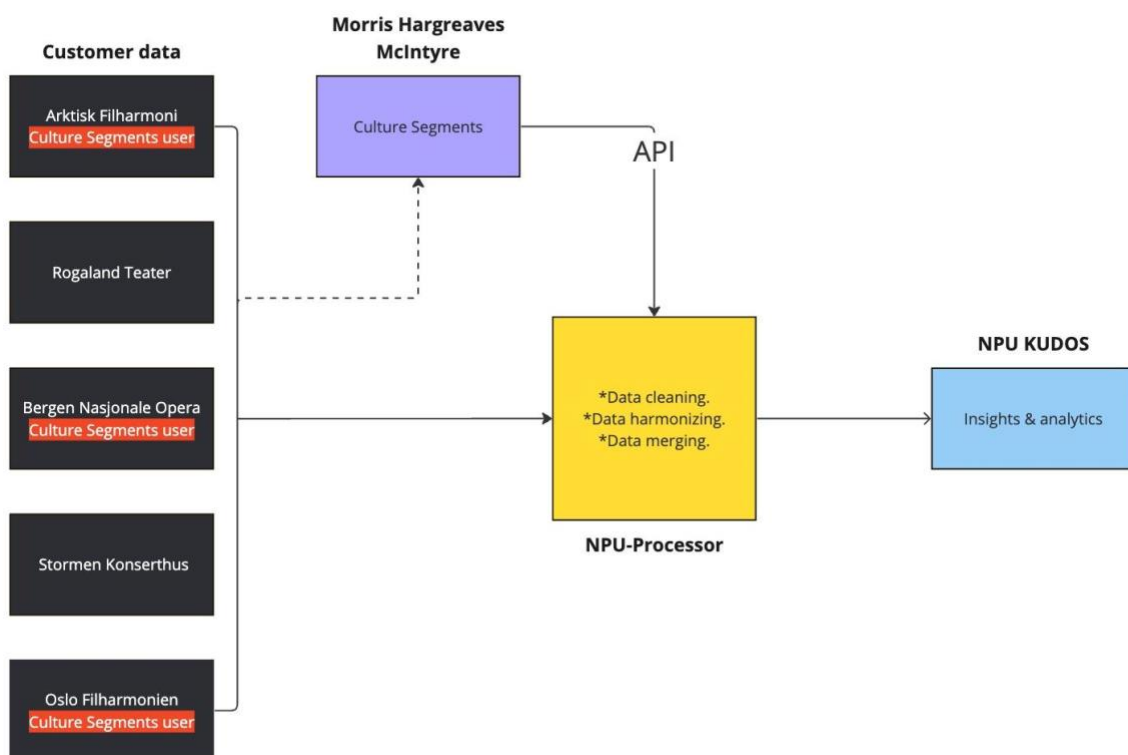 Morris Hargreaves
McIntyre
Customer data
Arktisk Filharmoni
Culture Segments user
Culture Segments
API
Rogaland Teater
Bergen Nasjonale Opera
Culture Segments user
*Data cleaning.
*Data harmonizing.
*Data merging.
NPU-Processor
NPU KUDOS
Insights & analytics
Stormen Konserthus
Oslo Filharmonien
Culture Segments user